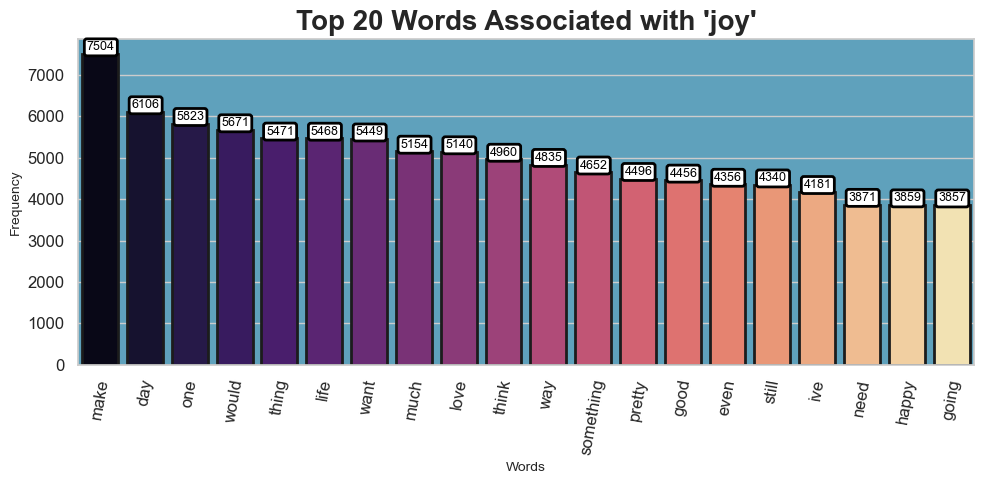 Top 20 Words Associated with 'joy'
Frequency
7000
6000
5000
4000
3000
2000
1000
0
7504
6106
5823
5671
5471
5468
5449
5154
5140
4960
4835
4652
4496
4456
4356
4340
4181
3871
3859
3857
make
day
one
would
thing
life
want
much
love
think
way
something
pretty
good
even
still
ive
need
happy
going
Words